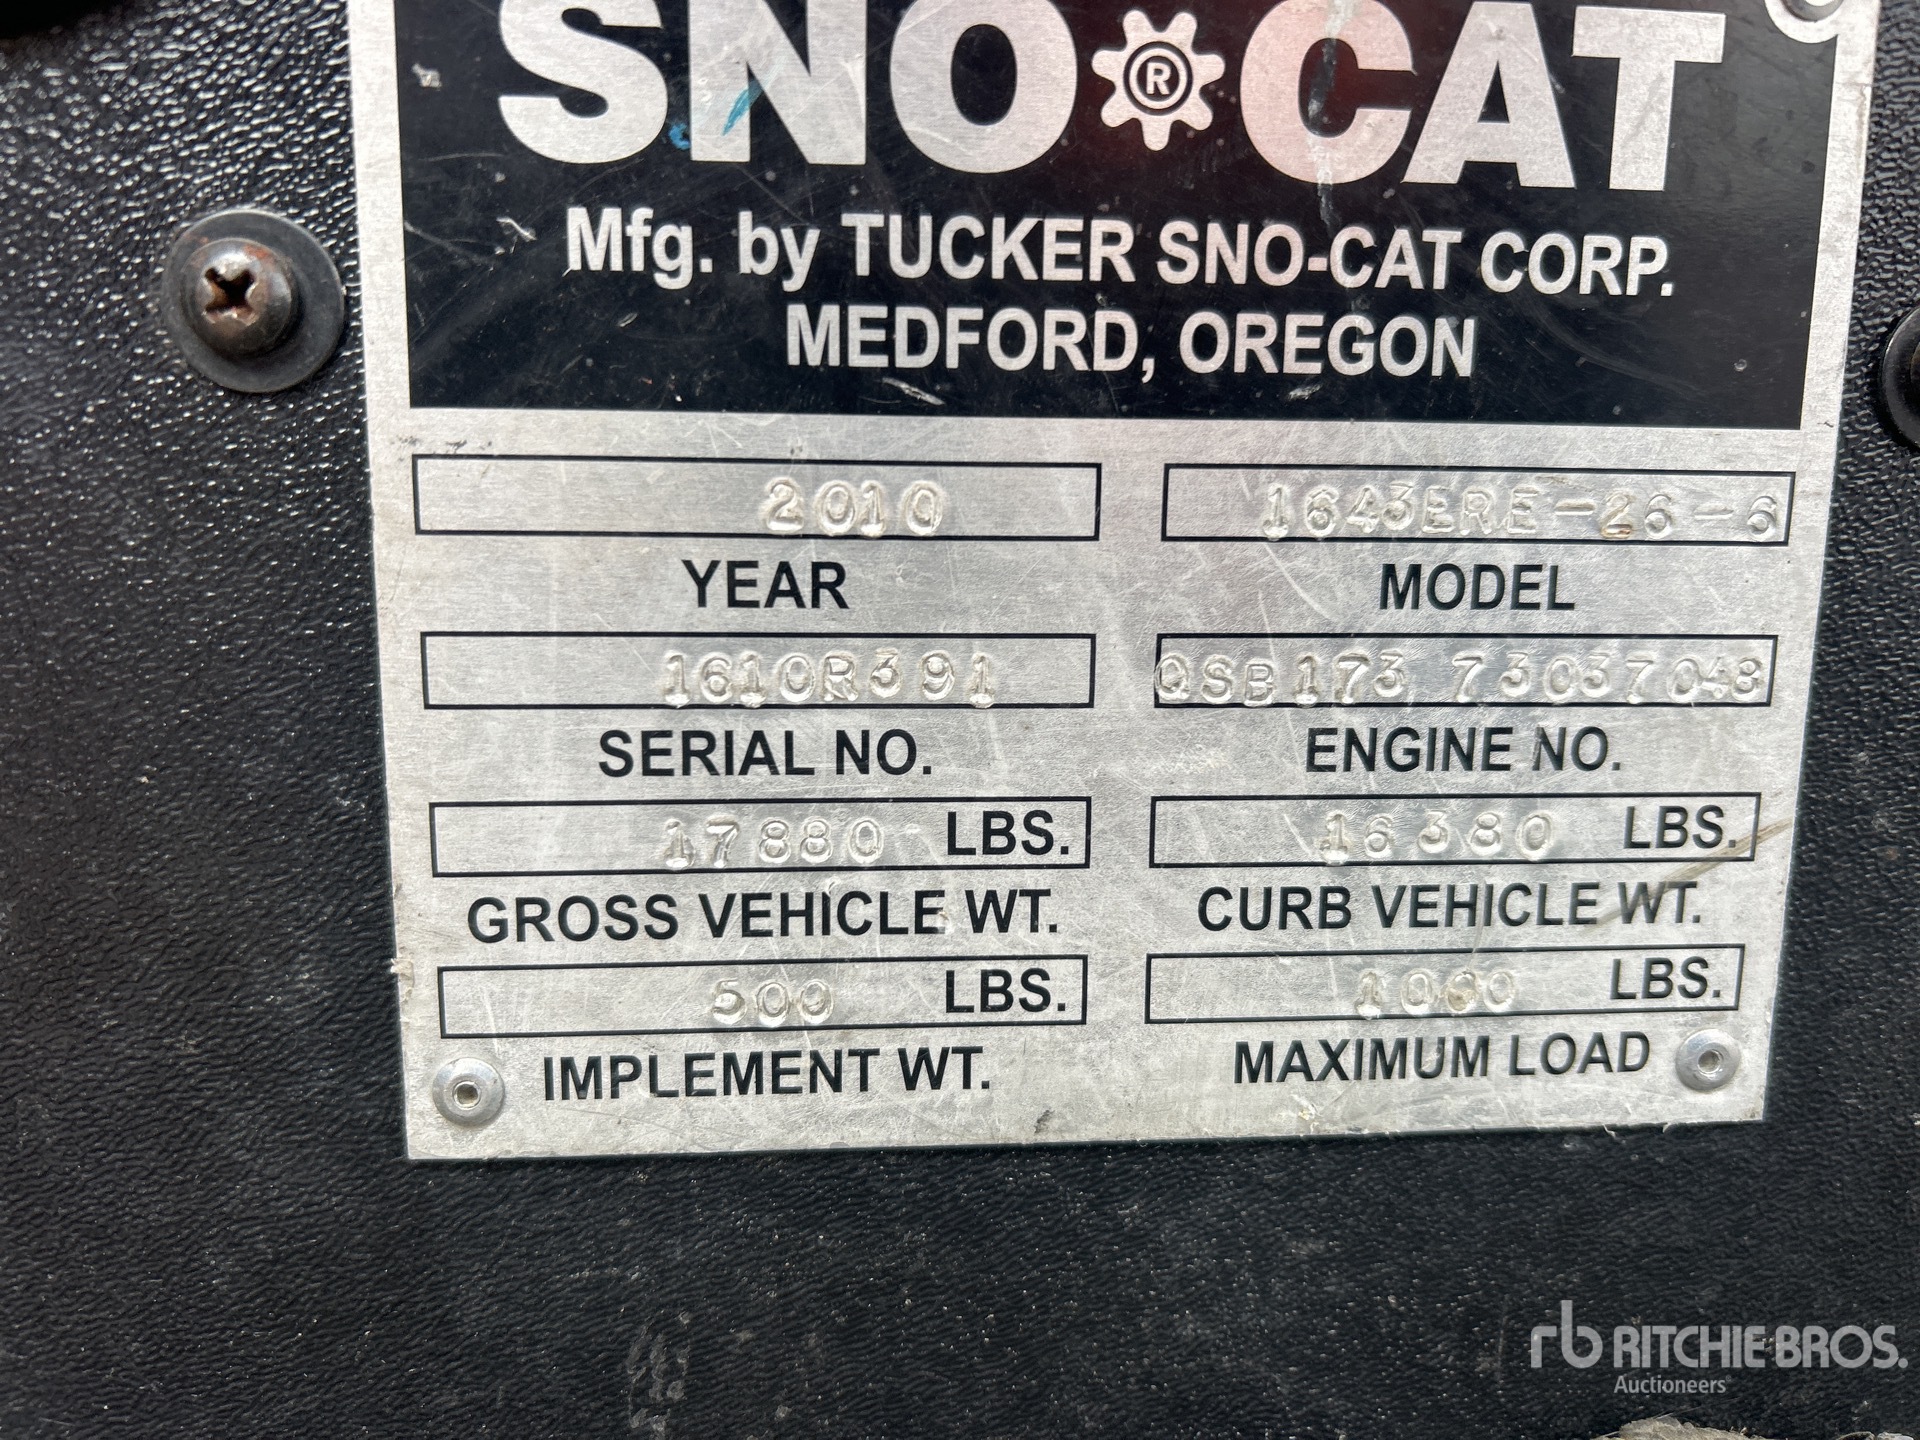 SNO®CAT
Mfg. by TUCKER SNO-CAT CORP.
MEDFORD, OREGON
2010
YEAR
1643ERE-26-6
MODEL
1610R391
SERIAL NO.
QSB173 73037048
ENGINE NO.
17880 LBS.
GROSS VEHICLE WT.
16380 LBS.
CURB VEHICLE WT.
500 LBS.
IMPLEMENT WT.
1000 LBS.
MAXIMUM LOAD
rb RITCHIE BROS.
Auctioneers